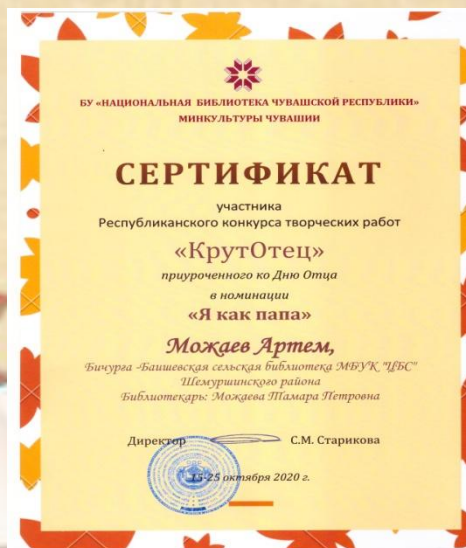 БУ «НАЦИОНАЛЬНАЯ БИБЛИОТЕКА ЧУВАШСКОЙ РЕСПУБЛИКИ»
МИНКУЛЬТУРЫ ЧУВАШИИ
СЕРТИФИКАТ
участника
Республиканского конкурса творческих работ
«КрутОтец»
приуроченного ко Дню Отца
в номинации
«Я как папа»
Можаев Артем,
Бичурга -Баишевская сельская библиотека МБУК "ЦБС"
Шемуршинского района
Библиотекарь: Можаева Тамара Петровна
Директор С.М. Старикова
15-25 октября 2020 г.